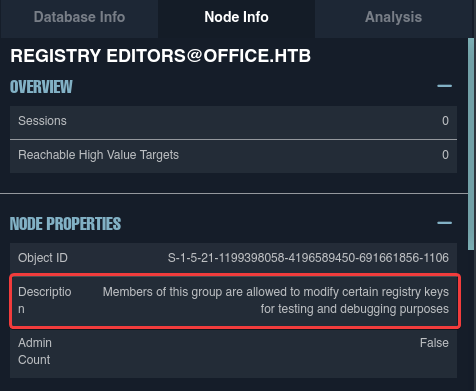 Database Info Node Info Analysis
REGISTRY EDITORS@OFFICE.HTB
OVERVIEW
Sessions 0
Reachable High Value Targets 0
NODE PROPERTIES
Object ID S-1-5-21-1199398058-4196589450-691661856-1106
Descriptio Members of this group are allowed to modify certain registry keys
n for testing and debugging purposes
Admin False
Count